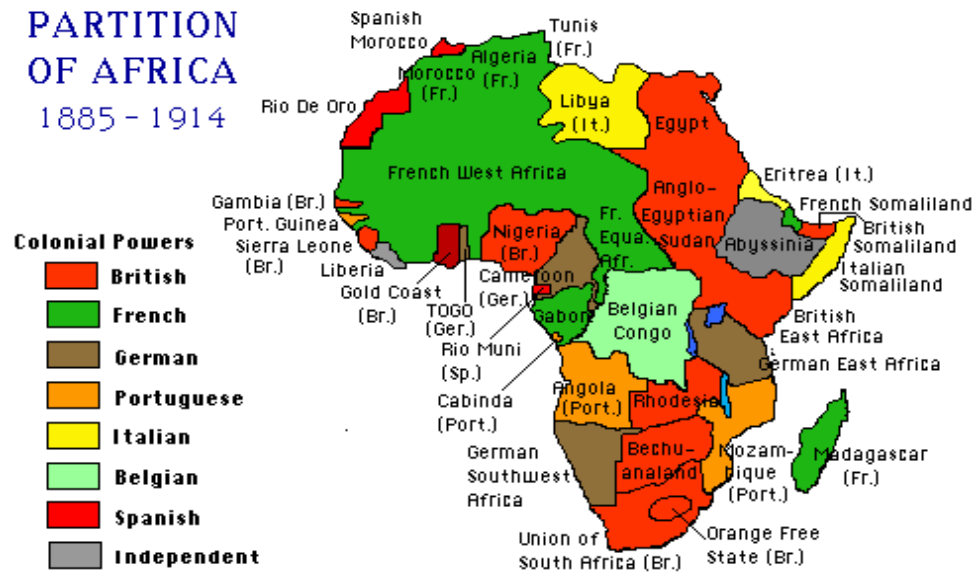 PARTITION
OF AFRICA
1885 - 1914
Spanish
Morocco
Tunis
(Fr.)
Algeria
(Fr.)
Morocco
(Fr.)
Rio De Oro
Libya
(It.)
Egypt
French West Africa
Eritrea (It.)
Anglo-
Egyptian
Sudan
French Somaliland
British
Somaliland
Abyssinia
Italian
Somaliland
Gambia (Br.)
Port. Guinea
Sierra Leone
(Br.)
Liberia
Gold Coast
(Br.)
TOGO
(Ger.)
Nigeria
(Br.)
Fr.
Equa.
Afr.
Cameroon
(Ger.)
Rio Muni
(Sp.)
Gabon
Cabinda
(Port.)
Belgian
Congo
British
East Africa
German East Africa
Angola
(Port.)
Rhodesia
German
Southwest
Africa
Bechu-
analand
Mozam-
bique
(Port.)
Madagascar
(Fr.)
Union of
South Africa (Br.)
Orange Free
State (Br.)
Colonial Powers
British
French
German
Portuguese
Italian
Belgian
Spanish
Independent